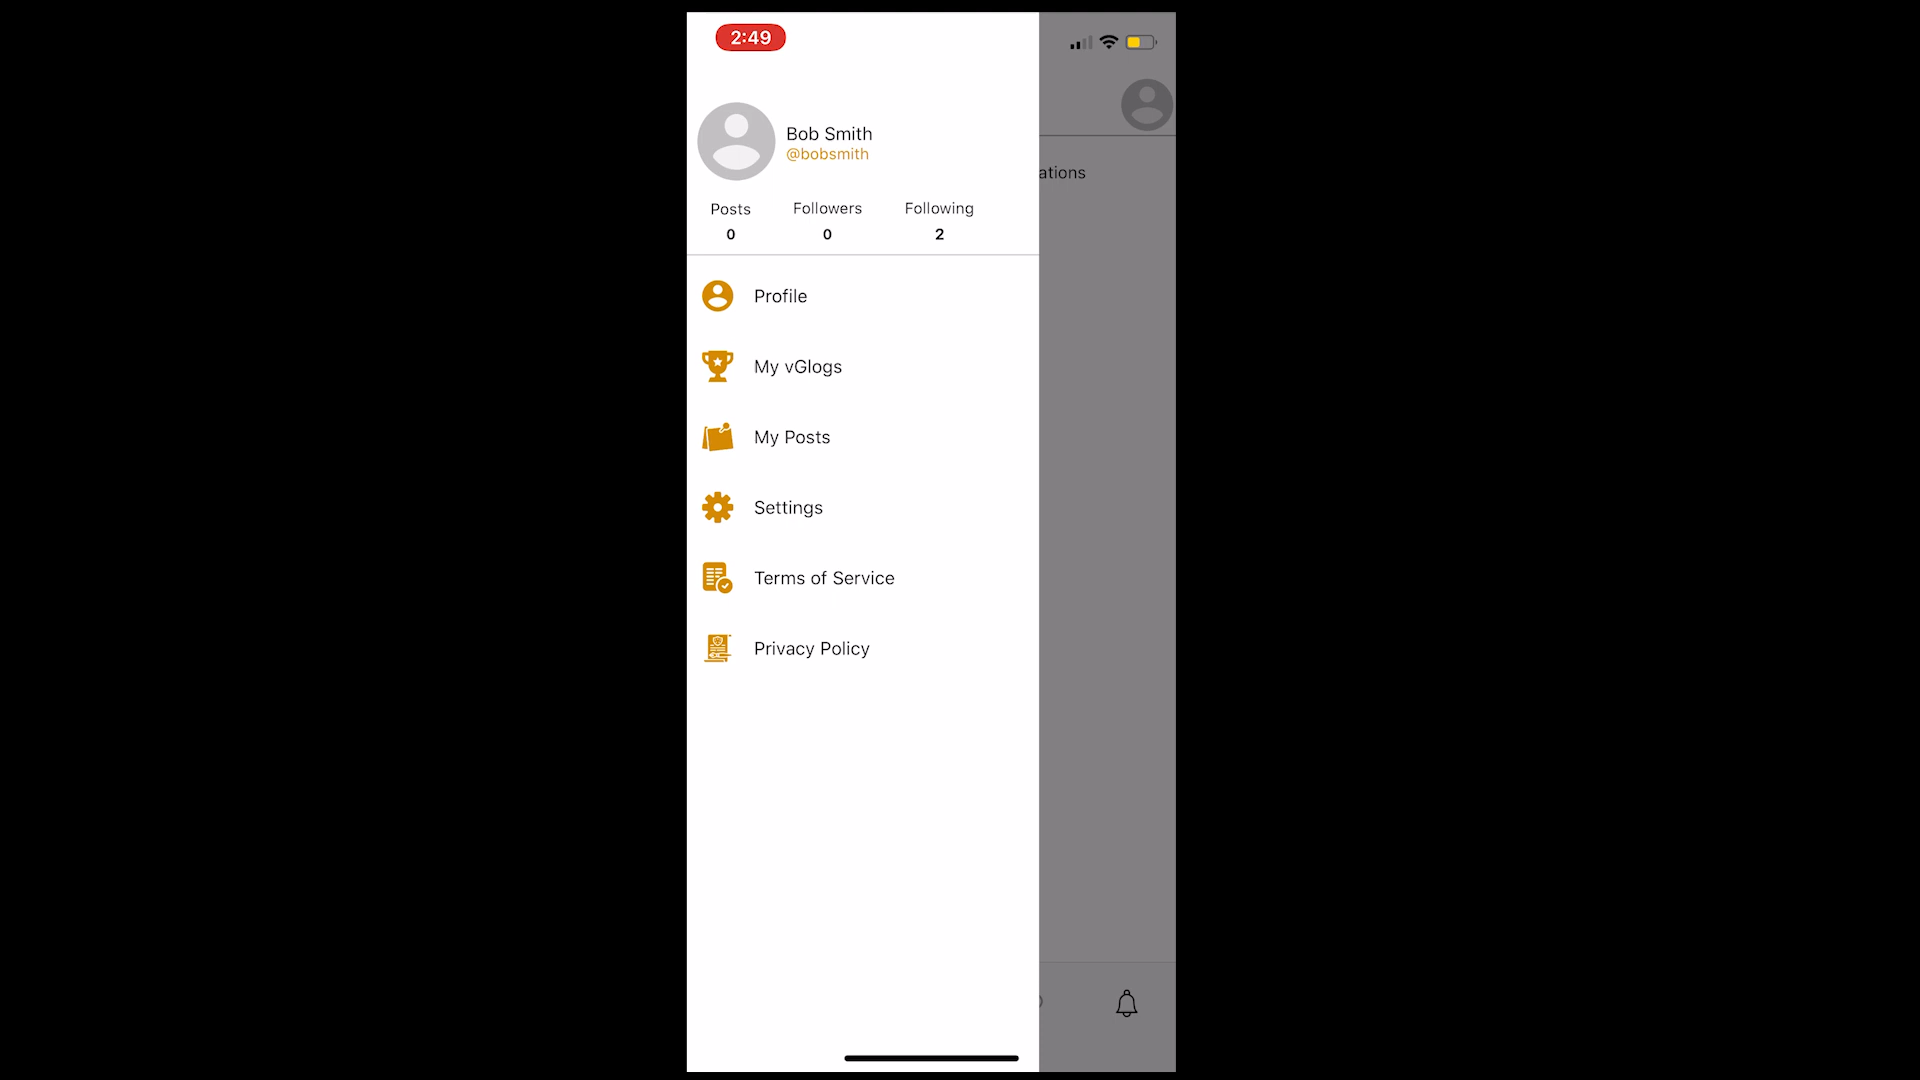 2:49
Bob Smith
@bobsmith
ations
Posts Followers Following
0 0 2
Profile
My vGlogs
My Posts
Settings
Terms of Service
Privacy Policy